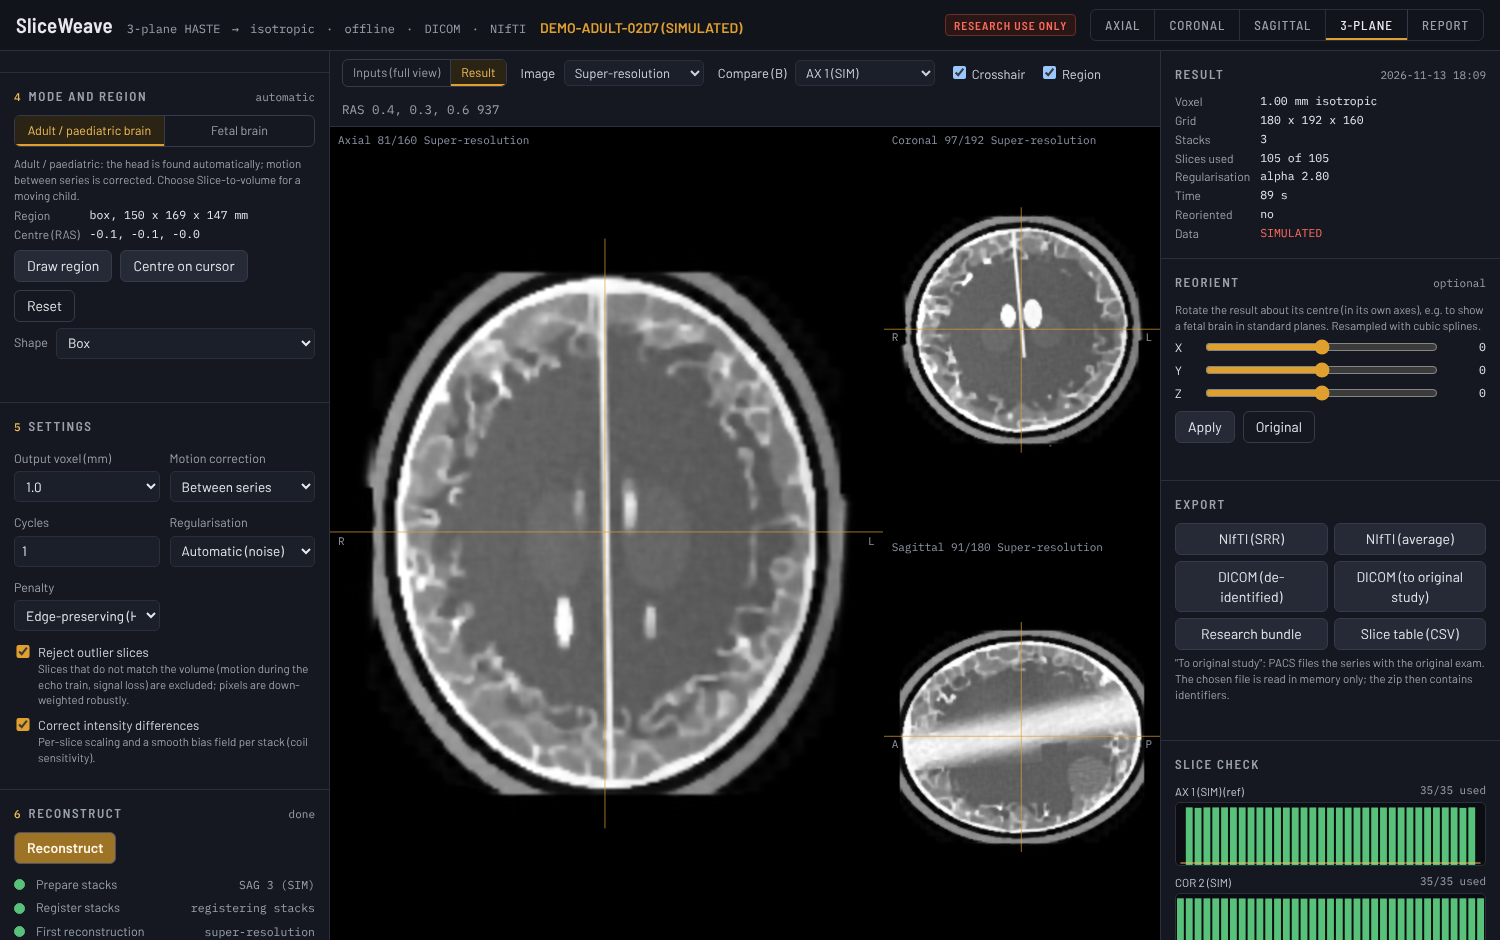 SliceWeave
3-plane HASTE → isotropic · offline · DICOM · NIfTI
DEMO-ADULT-02D7 (SIMULATED)
RESEARCH USE ONLY
AXIAL
CORONAL
SAGITTAL
3-PLANE
REPORT
4 MODE AND REGION
automatic
Adult / paediatric brain
Fetal brain
Adult / paediatric: the head is found automatically; motion
between series is corrected. Choose Slice-to-volume for a
moving child.
Region box, 150 x 169 x 147 mm
Centre (RAS) -0.1, -0.1, -0.0
Draw region
Centre on cursor
Reset
Shape Box
5 SETTINGS
Output voxel (mm)
Motion correction
1.0
Between series
Cycles
Regularisation
1
Automatic (noise)
Penalty
Edge-preserving (H
Reject outlier slices
Slices that do not match the volume (motion during the
echo train, signal loss) are excluded; pixels are down-
weighted robustly.
Correct intensity differences
Per-slice scaling and a smooth bias field per stack (coil
sensitivity).
6 RECONSTRUCT
done
Reconstruct
Prepare stacks SAG 3 (SIM)
Register stacks registering stacks
First reconstruction super-resolution
Inputs (full view)
Result
Image Super-resolution
Compare (B) AX 1 (SIM)
Crosshair
Region
RAS 0.4, 0.3, 0.6 937
Axial 81/160 Super-resolution
R
L
Coronal 97/192 Super-resolution
R
L
Sagittal 91/180 Super-resolution
A
P
RESULT
2026-11-13 18:09
Voxel 1.00 mm isotropic
Grid 180 x 192 x 160
Stacks 3
Slices used 105 of 105
Regularisation alpha 2.80
Time 89 s
Reoriented no
Data SIMULATED
REORIENT
optional
Rotate the result about its centre (in its own axes), e.g. to show
a fetal brain in standard planes. Resampled with cubic splines.
X 0
Y 0
Z 0
Apply
Original
EXPORT
NIfTI (SRR)
NIfTI (average)
DICOM (de-
identified)
DICOM (to original
study)
Research bundle
Slice table (CSV)
"To original study": PACS files the series with the original exam.
The chosen file is read in memory only; the zip then contains
identifiers.
SLICE CHECK
AX 1 (SIM) (ref) 35/35 used
COR 2 (SIM) 35/35 used